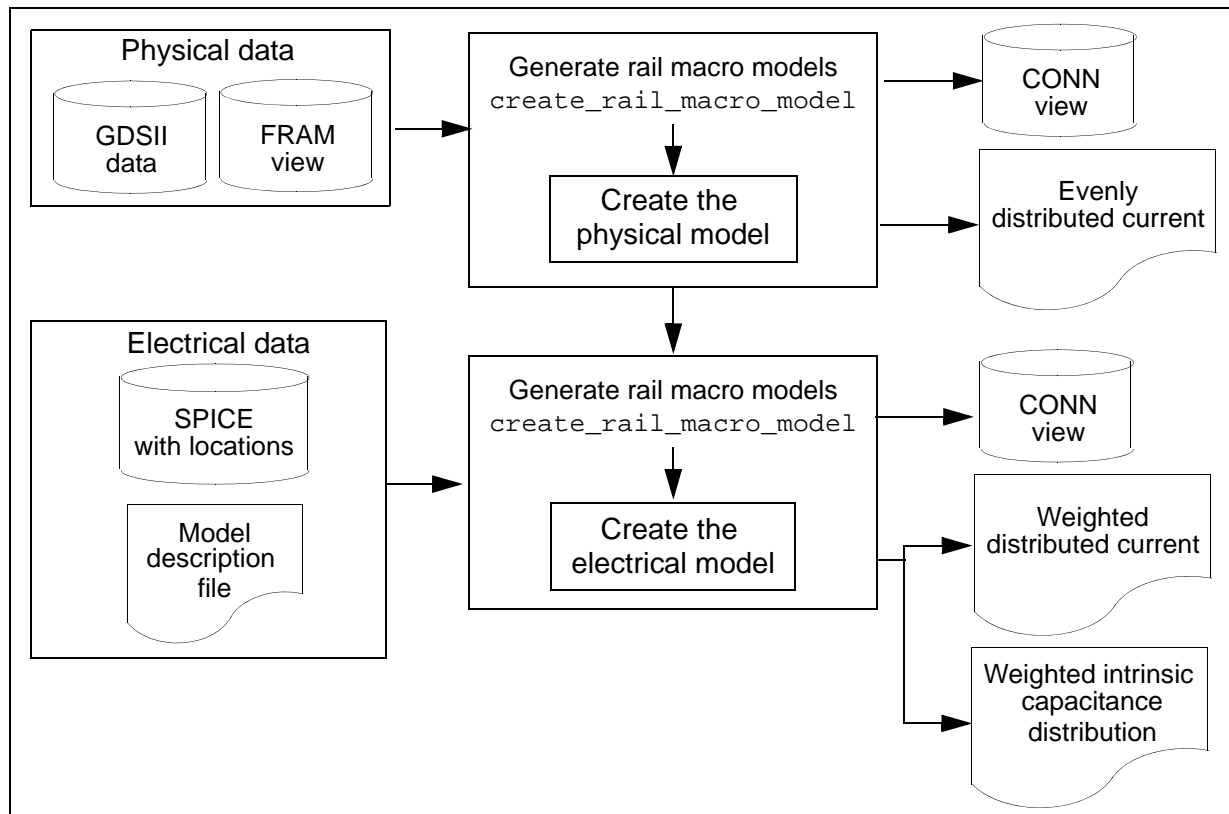 Physical data
GDSII
data
FRAM
view
Generate rail macro models
create_rail_macro_model
Create the
physical model
CONN
view
Evenly
distributed current
Electrical data
SPICE
with locations
Model
description
file
Generate rail macro models
create_rail_macro_model
Create the
electrical model
CONN
view
Weighted
distributed current
Weighted intrinsic
capacitance
distribution